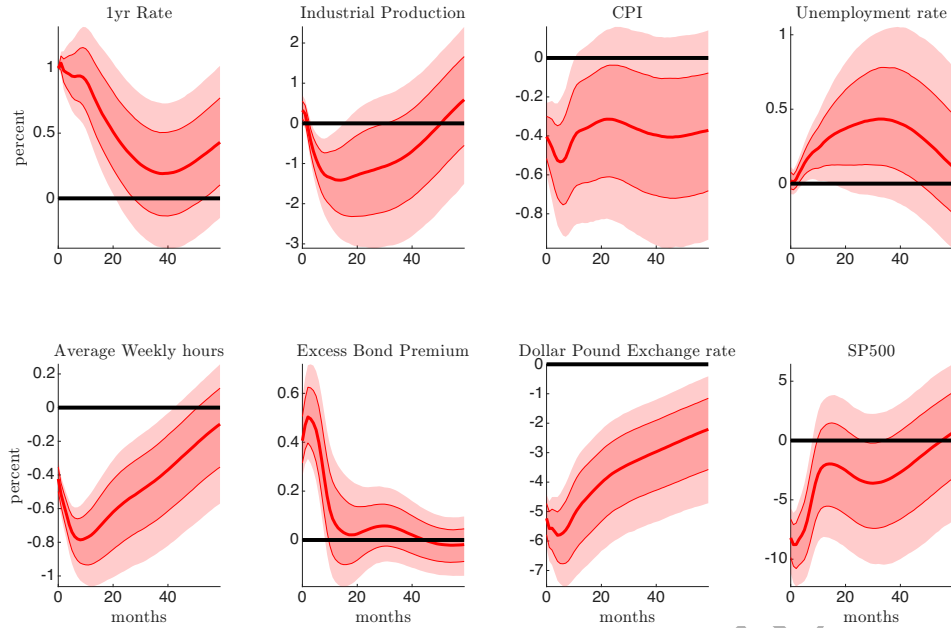 1yr Rate
Industrial Production
CPI
Unemployment rate
percent
1
0.5
0
0 20 40
2
1
0
-1
-2
-3
0 20 40
0
-0.2
-0.4
-0.6
-0.8
0 20 40
1
0.5
0
0 20 40
Average Weekly hours
Excess Bond Premium
Dollar Pound Exchange rate
SP500
percent
0.2
0
-0.2
-0.4
-0.6
-0.8
-1
0 20 40
months
0.6
0.4
0.2
0
0 20 40
months
0
-1
-2
-3
-4
-5
-6
-7
0 20 40
months
5
0
-5
-10
0 20 40
months